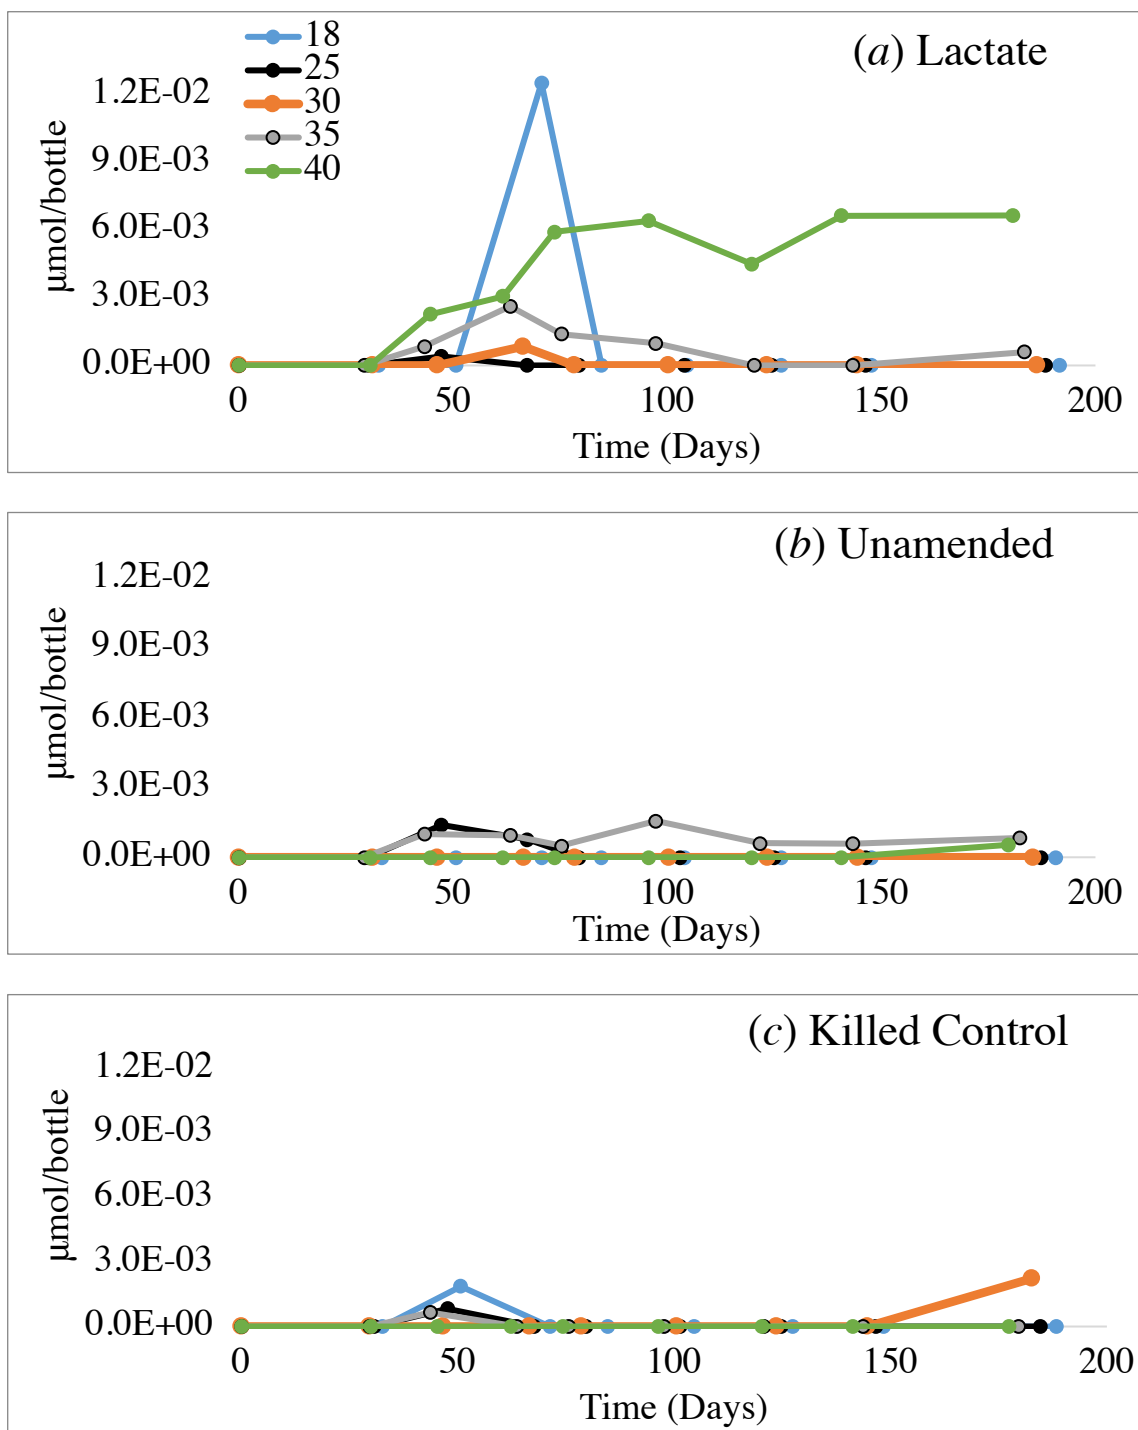 18
25
30
35
40
(a) Lactate
1.2E-02
9.0E-03
6.0E-03
3.0E-03
0.0E+00
μmol/bottle
0 50 100 150 200
Time (Days)
(b) Unamended
1.2E-02
9.0E-03
6.0E-03
3.0E-03
0.0E+00
μmol/bottle
0 50 100 150 200
Time (Days)
(c) Killed Control
1.2E-02
9.0E-03
6.0E-03
3.0E-03
0.0E+00
μmol/bottle
0 50 100 150 200
Time (Days)